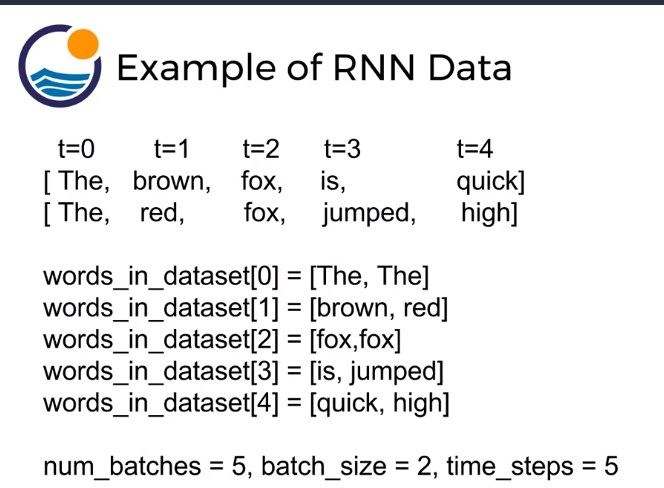 Example of RNN Data
t=0 t=1 t=2 t=3 t=4
[ The, brown, fox, is, quick]
[ The, red, fox, jumped, high]
words_in_dataset[0] = [The, The]
words_in_dataset[1] = [brown, red]
words_in_dataset[2] = [fox,fox]
words_in_dataset[3] = [is, jumped]
words_in_dataset[4] = [quick, high]
num_batches = 5, batch_size = 2, time_steps = 5